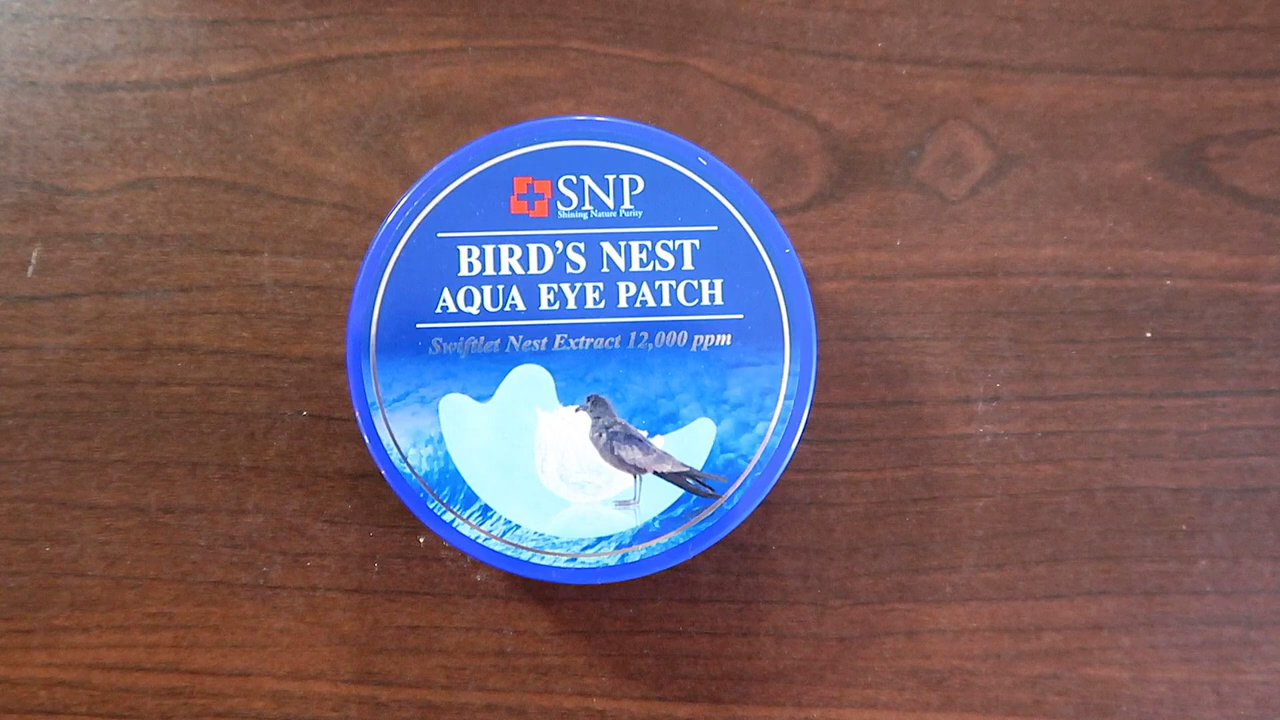 SNP
Shining Nature Purity
BIRD'S NEST
AQUA EYE PATCH
Swiftlet Nest Extract 12,000 ppm